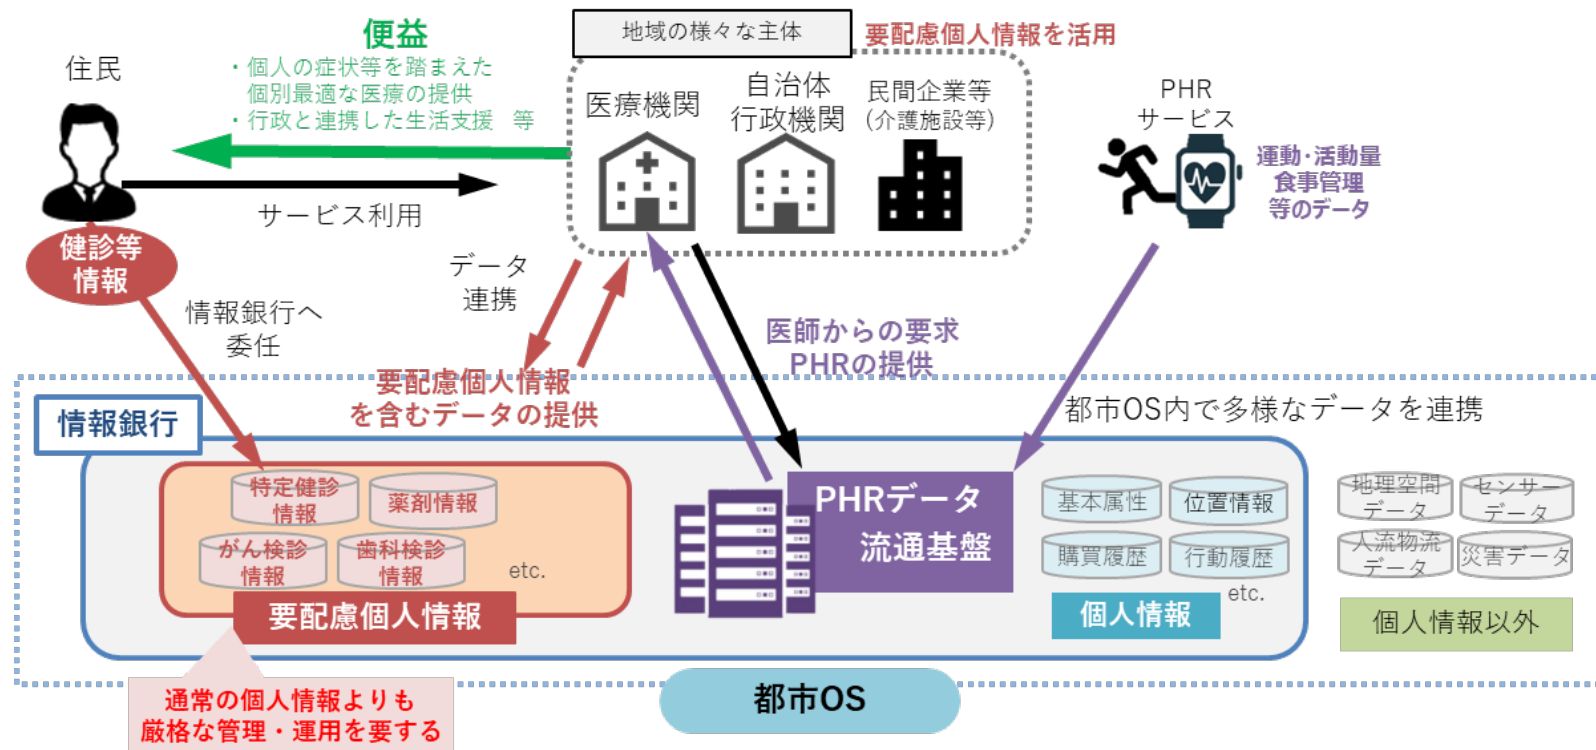 便益
・個人の症状等を踏まえた
個別最適な医療の提供
・行政と連携した生活支援 等
住民
サービス利用
健診等
情報
情報銀行へ
委任
地域の様々な主体
要配慮個人情報を活用
医療機関
自治体
行政機関
民間企業等
(介護施設等)
PHR
サービス
運動・活動量
食事管理
等のデータ
データ
連携
要配慮個人情報
を含むデータの提供
医師からの要求
PHRの提供
都市OS内で多様なデータを連携
情報銀行
特定健診
情報
薬剤情報
がん検診
情報
歯科検診
情報
etc.
要配慮個人情報
通常の個人情報よりも
厳格な管理・運用を要する
PHRデータ
流通基盤
基本属性
位置情報
購買履歴
行動履歴
etc.
個人情報
地理空間
データ
センサー
データ
人流物流
データ
災害データ
個人情報以外
都市OS